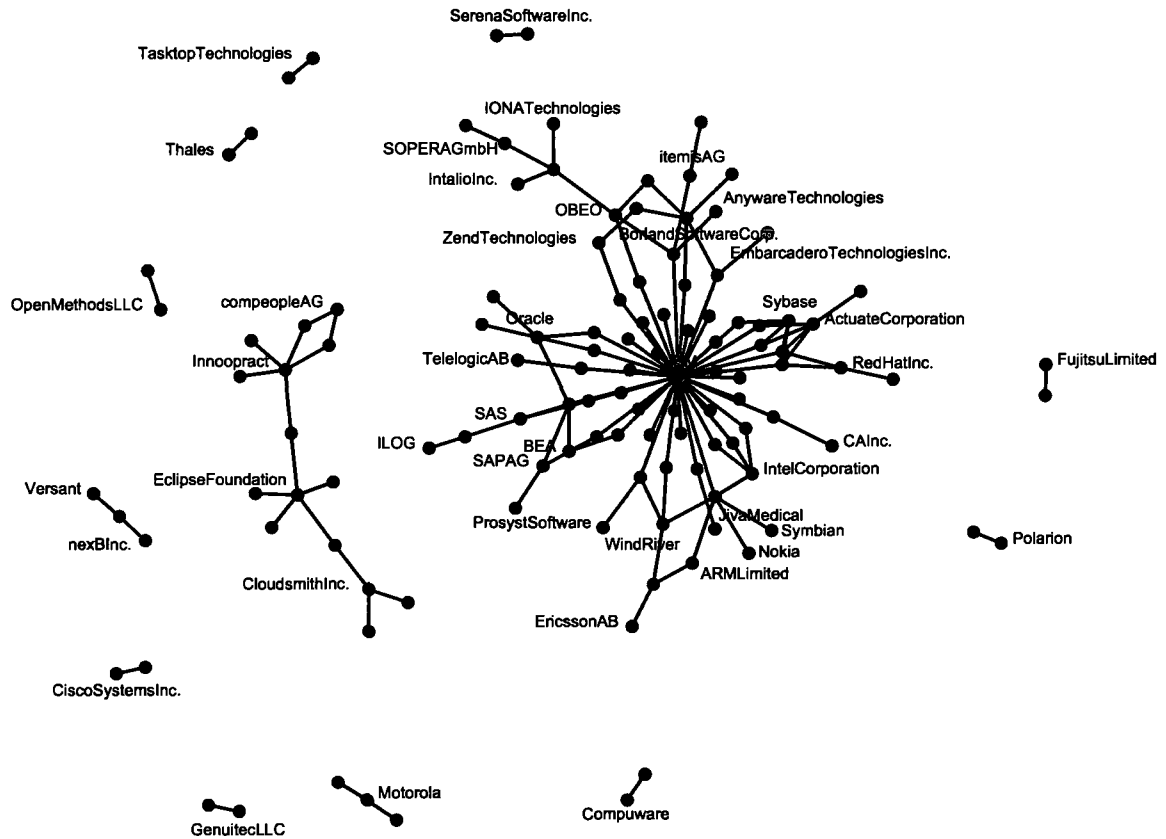 SerenaSoftwareInc.
TasktopTechnologies
IONATechnologies
Thales
SOPERAGmbH
itemisAG
IntalioInc.
AnywareTechnologies
OBEO
ZendTechnologies
BorlandSoftwareCorp.
EmbarcaderoTechnologiesInc.
OpenMethodsLLC
compeopleAG
Sybase
Oracle
ActuateCorporation
Innoopract
TelelogicAB
RedHatInc.
FujitsuLimited
SAS
ILOG
BEA
CAInc.
SAPAG
IntelCorporation
EclipseFoundation
Versant
ProsystSoftware
JivaMedical
Symbian
nexBInc.
WindRiver
Nokia
Polarion
ARMLimited
CloudsmithInc.
EricssonAB
CiscoSystemsInc.
Motorola
Compuware
GenuitecLLC